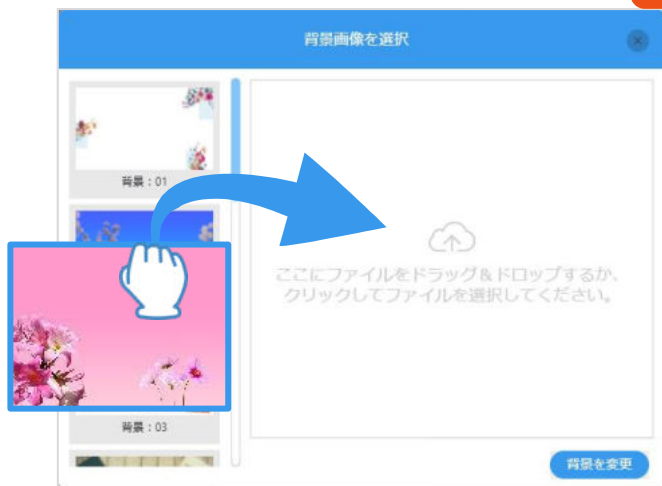 背景画像を選択
背景：01
背景：03
ここにファイルをドラッグ＆ドロップするか、
クリックしてファイルを選択してください。
背景を変更